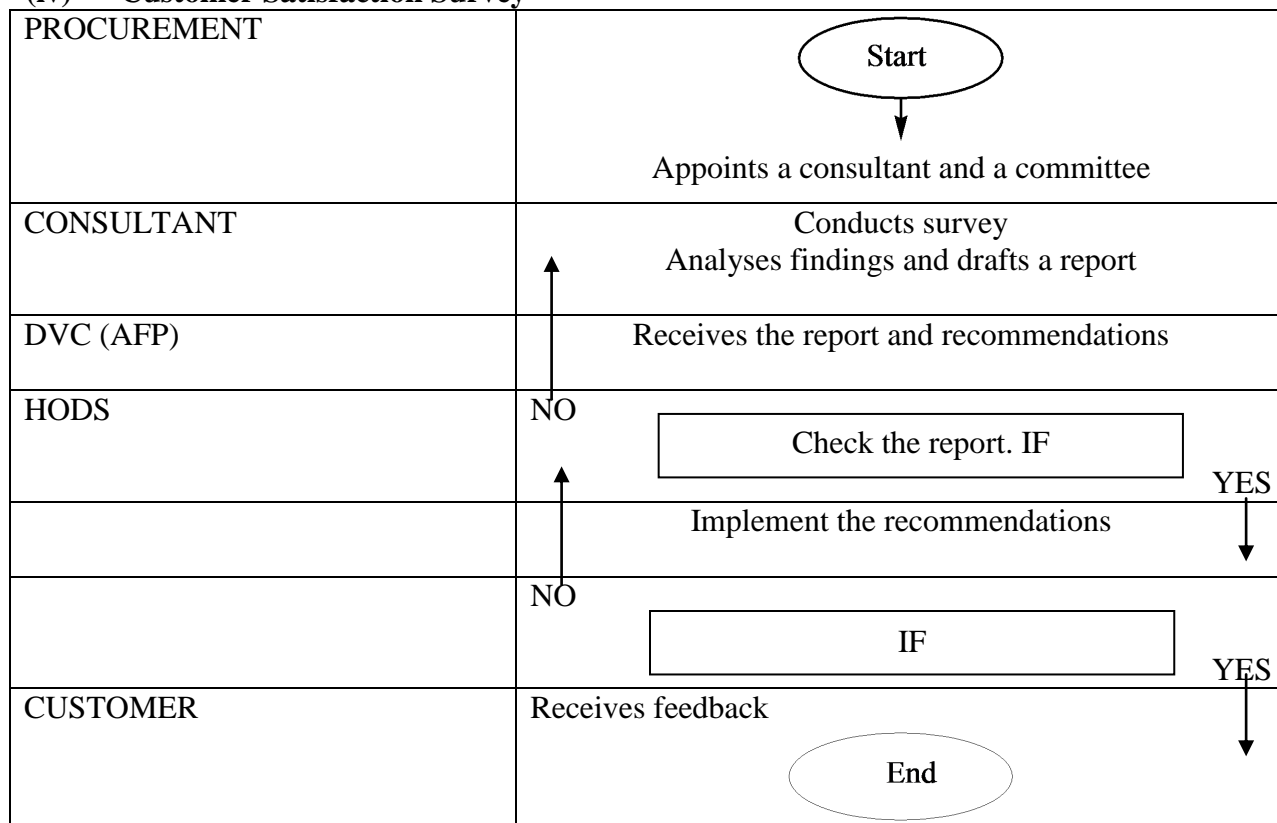 (iv) Customer Satisfaction Survey
PROCUREMENT
Start
Appoints a consultant and a committee
CONSULTANT
Conducts survey
Analyses findings and drafts a report
DVC (AFP)
Receives the report and recommendations
HODS
NO
Check the report. IF
YES
Implement the recommendations
NO
IF
YES
CUSTOMER
Receives feedback
End